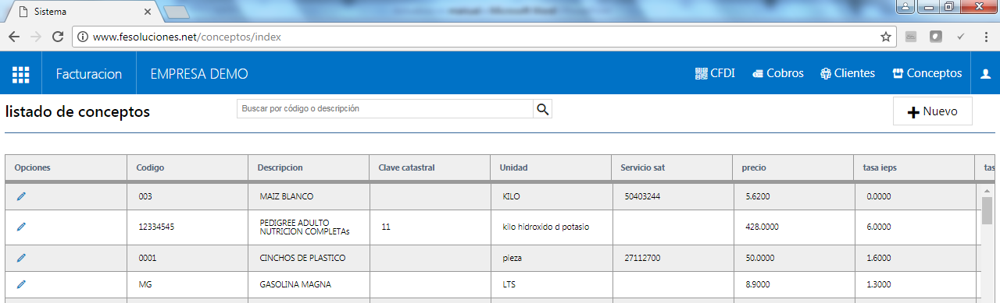 manual - Microsoft Word
Sistema
www.fesoluciones.net/conceptos/index
Facturacion EMPRESA DEMO CFDI Cobros Clientes Conceptos
listado de conceptos Buscar por código o descripción Nuevo
Opciones Codigo Descripcion Clave catastral Unidad Servicio sat precio tasa ieps tas
003 MAIZ BLANCO KILO 50403244 5.6200 0.0000
12334545 PEDIGREE ADULTO NUTRICION COMPLETAs 11 kilo hidroxido d potasio 428.0000 6.0000
0001 CINCHOS DE PLASTICO pieza 27112700 50.0000 1.6000
MG GASOLINA MAGNA LTS 8.9000 1.3000